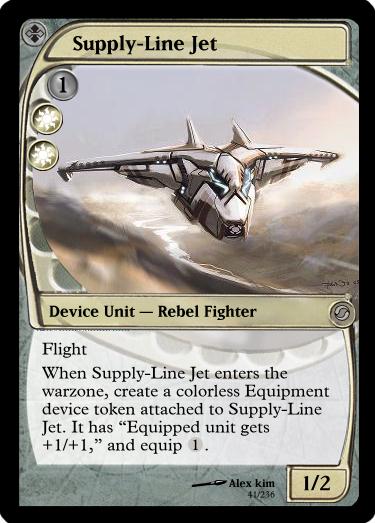 Supply-Line Jet
1
Device Unit — Rebel Fighter
Flight
When Supply-Line Jet enters the
warzone, create a colorless Equipment
device token attached to Supply-Line
Jet. It has “Equipped unit gets
+1/+1,” and equip 1.
Alex kim
41/236
1/2